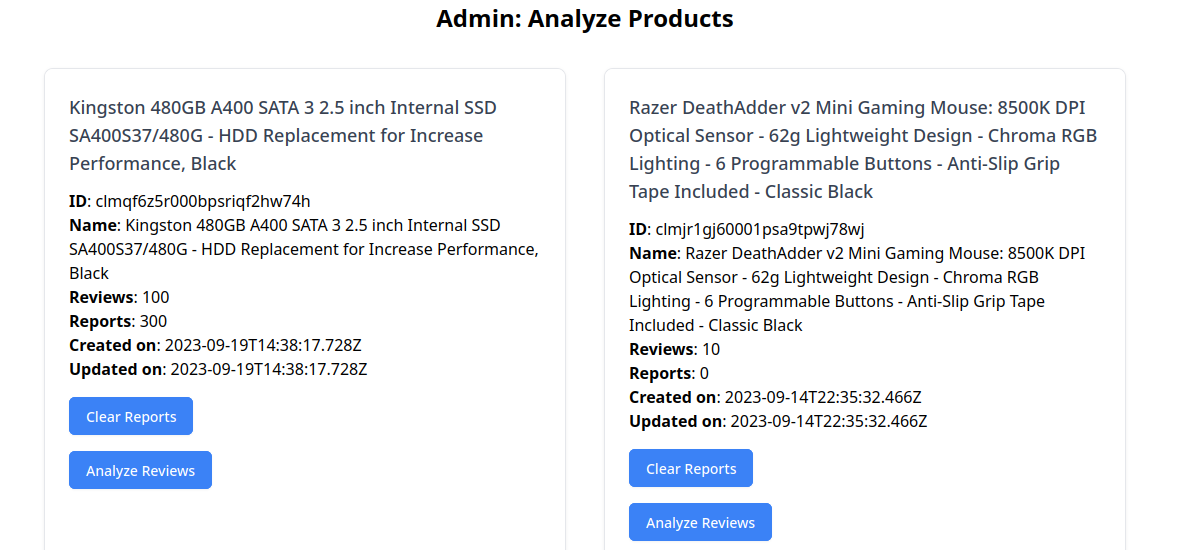 Admin: Analyze Products
Kingston 480GB A400 SATA 3 2.5 inch Internal SSD
SA400S37/480G - HDD Replacement for Increase
Performance, Black
ID: clmqf6z5r000bpsriqf2hw74h
Name: Kingston 480GB A400 SATA 3 2.5 inch Internal SSD
SA400S37/480G - HDD Replacement for Increase Performance,
Black
Reviews: 100
Reports: 300
Created on: 2023-09-19T14:38:17.728Z
Updated on: 2023-09-19T14:38:17.728Z
Clear Reports
Analyze Reviews
Razer DeathAdder v2 Mini Gaming Mouse: 8500K DPI
Optical Sensor - 62g Lightweight Design - Chroma RGB
Lighting - 6 Programmable Buttons - Anti-Slip Grip
Tape Included - Classic Black
ID: clmjr1gj60001psa9tpwj78wj
Name: Razer DeathAdder v2 Mini Gaming Mouse: 8500K DPI
Optical Sensor - 62g Lightweight Design - Chroma RGB
Lighting - 6 Programmable Buttons - Anti-Slip Grip Tape
Included - Classic Black
Reviews: 10
Reports: 0
Created on: 2023-09-14T22:35:32.466Z
Updated on: 2023-09-14T22:35:32.466Z
Clear Reports
Analyze Reviews